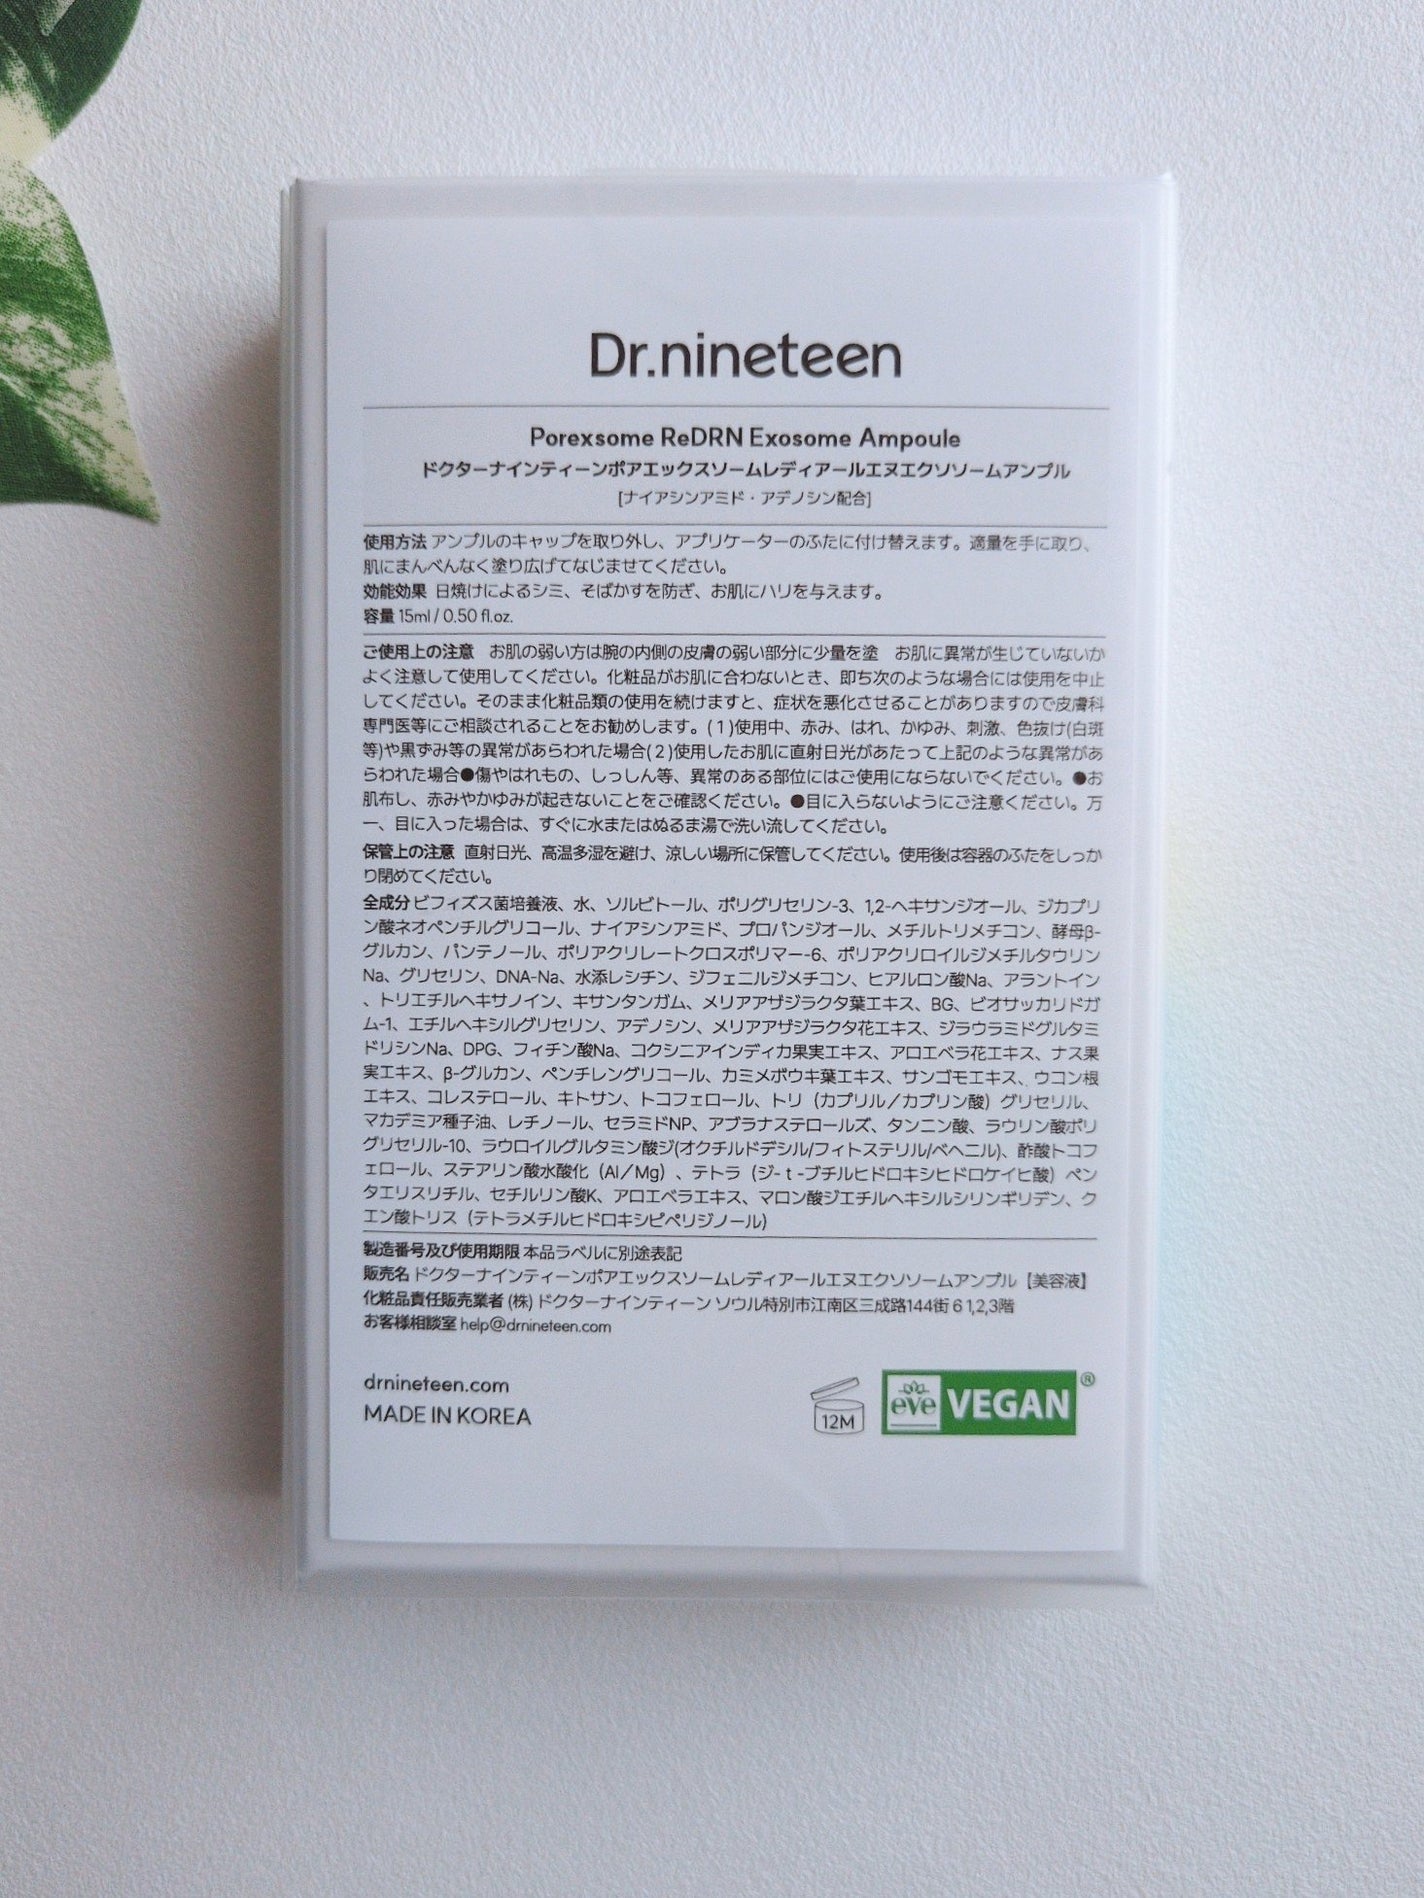 Dr.nineteen
Porexsome ReDRN Exosome Ampoule
ドクターナインティーンポアエックスソームレディアールエヌエクソソームアンプル
[ナイアシンアミド・アデノシン配合]
使用方法 アンプルのキャップを取り外し、アプリケーターのふたに付け替えます。適量を手に取り、
肌にまんべんなく塗り広げてなじませてください。
効能効果 日焼けによるシミ、そばかすを防ぎ、お肌にハリを与えます。
容量 15ml / 0.50 fl.oz.
ご使用上の注意　お肌の弱い方は腕の内側の皮膚の弱い部分に少量を塗　お肌に異常が生じていないか
よく注意して使用してください。化粧品がお肌に合わないとき、即ち次のような場合には使用を中止
してください。そのまま化粧品類の使用を続けますと、症状を悪化させることがありますので皮膚科
専門医等にご相談されることをお勧めします。(1)使用中、赤み、はれ、かゆみ、刺激、色抜け(白斑
等)や黒ずみ等の異常があらわれた場合(2)使用したお肌に直射日光があたって上記のような異常があ
らわれた場合●傷やはれもの、しっしん等、異常のある部位にはご使用にならないでください。●お
肌布し、赤みやかゆみが起きないことをご確認ください。●目に入らないようにご注意ください。万
一、目に入った場合は、すぐに水またはぬるま湯で洗い流してください。
保管上の注意 直射日光、高温多湿を避け、涼しい場所に保管してください。使用後は容器のふたをしっか
り閉めてください。
全成分 ビフィズス菌培養液、水、ソルビトール、ポリグリセリン-3、1,2-ヘキサンジオール、ジカプリ
ン酸ネオペンチルグリコール、ナイアシンアミド、プロパンジオール、メチルトリメチコン、酵母β-
グルカン、パンテノール、ポリアクリレートクロスポリマー-6、ポリアクリロイルジメチルタウリン
Na、グリセリン、DNA-Na、水添レシチン、ジフェニルジメチコン、ヒアルロン酸Na、アラントイン
、トリエチルヘキサノイン、キサンタンガム、メリアアザジラクタ葉エキス、BG、ビオサッカリドガ
ム-1、エチルヘキシルグリセリン、アデノシン、メリアアザジラクタ花エキス、ジラウラミドグルタミ
ドリシンNa、DPG、フィチン酸Na、コクシニアインディカ果実エキス、アロエベラ花エキス、ナス果
実エキス、β-グルカン、ペンチレングリコール、カミメボウキ葉エキス、サンゴモエキス、ウコン根
エキス、コレステロール、キトサン、トコフェロール、トリ（カプリル／カプリン酸）グリセリル、
マカデミア種子油、レチノール、セラミドNP、アブラナステロールズ、タンニン酸、ラウリン酸ポリ
グリセリル-10、ラウロイルグルタミン酸ジ(オクチルドデシル/フィトステリル/ベヘニル)、酢酸トコフ
ェロール、ステアリン酸水酸化（Al／Mg）、テトラ（ジ-ｔ-ブチルヒドロキシヒドロケイヒ酸）ペン
タエリスリチル、セチルリン酸K、アロエベラエキス、マロン酸ジエチルヘキシルシリンギリデン、ク
エン酸トリス（テトラメチルヒドロキシピペリジノール）
製造番号及び使用期限 本品ラベルに別途表記
販売名 ドクターナインティーンポアエックスソームレディアールエヌエクソソームアンプル【美容液】
化粧品責任販売業者 (株) ドクターナインティーン ソウル特別市江南区三成路144街 6 1,2,3階
お客様相談室 help@drnineteen.com
drnineteen.com
MADE IN KOREA
12M
eve VEGAN®